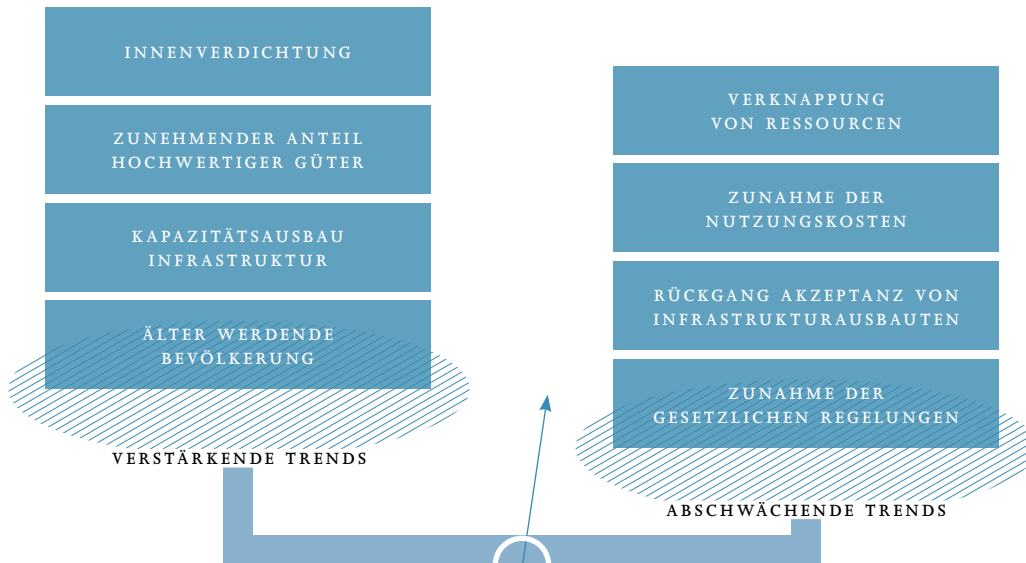 INNENVERDICHTUNG
ZUNEHMENDER ANTEIL
HOCHWERTIGER GÜTER
KAPAZITÄTSAUSBAU
INFRASTRUKTUR
ÄLTER WERDENDE
BEVÖLKERUNG
VERSTÄRKENDE TRENDS
VERKNAPPUNG
VON RESSOURCEN
ZUNAHME DER
NUTZUNGSKOSTEN
RÜCKGANG AKZEPTANZ VON
INFRASTRUKTURAUSBAUTEN
ZUNAHME DER
GESETZLICHEN REGELUNGEN
ABSCHWÄCHENDE TRENDS